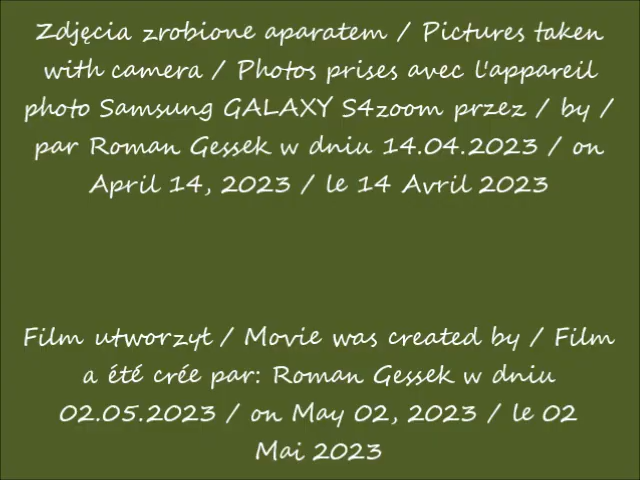 Zdjęcia zrobione aparatem / Pictures taken
with camera / Photos prises avec l'appareil
photo Samsung GALAXY S4zoom przez / by /
par Roman Gessek w dniu 14.04.2023 / on
April 14, 2023 / le 14 Avril 2023
Film utworzył / Movie was created by / Film
a été crée par: Roman Gessek w dniu
02.05.2023 / on May 02, 2023 / le 02
Mai 2023